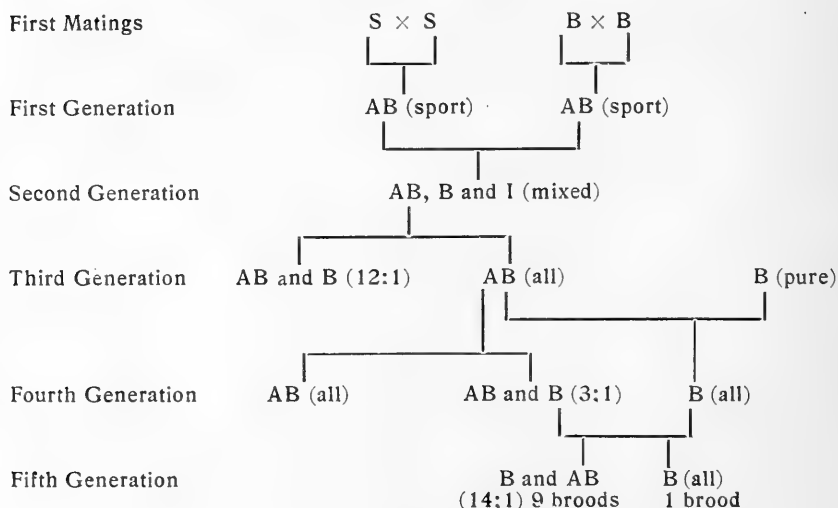 First Matings S × S B × B
First Generation AB (sport) AB (sport)
Second Generation AB, B and I (mixed)
Third Generation AB and B (12:1) AB (all) B (pure)
Fourth Generation AB (all) AB and B (3:1) B (all)
Fifth Generation B and AB B (all)
(14;1) 9 broods 1 brood